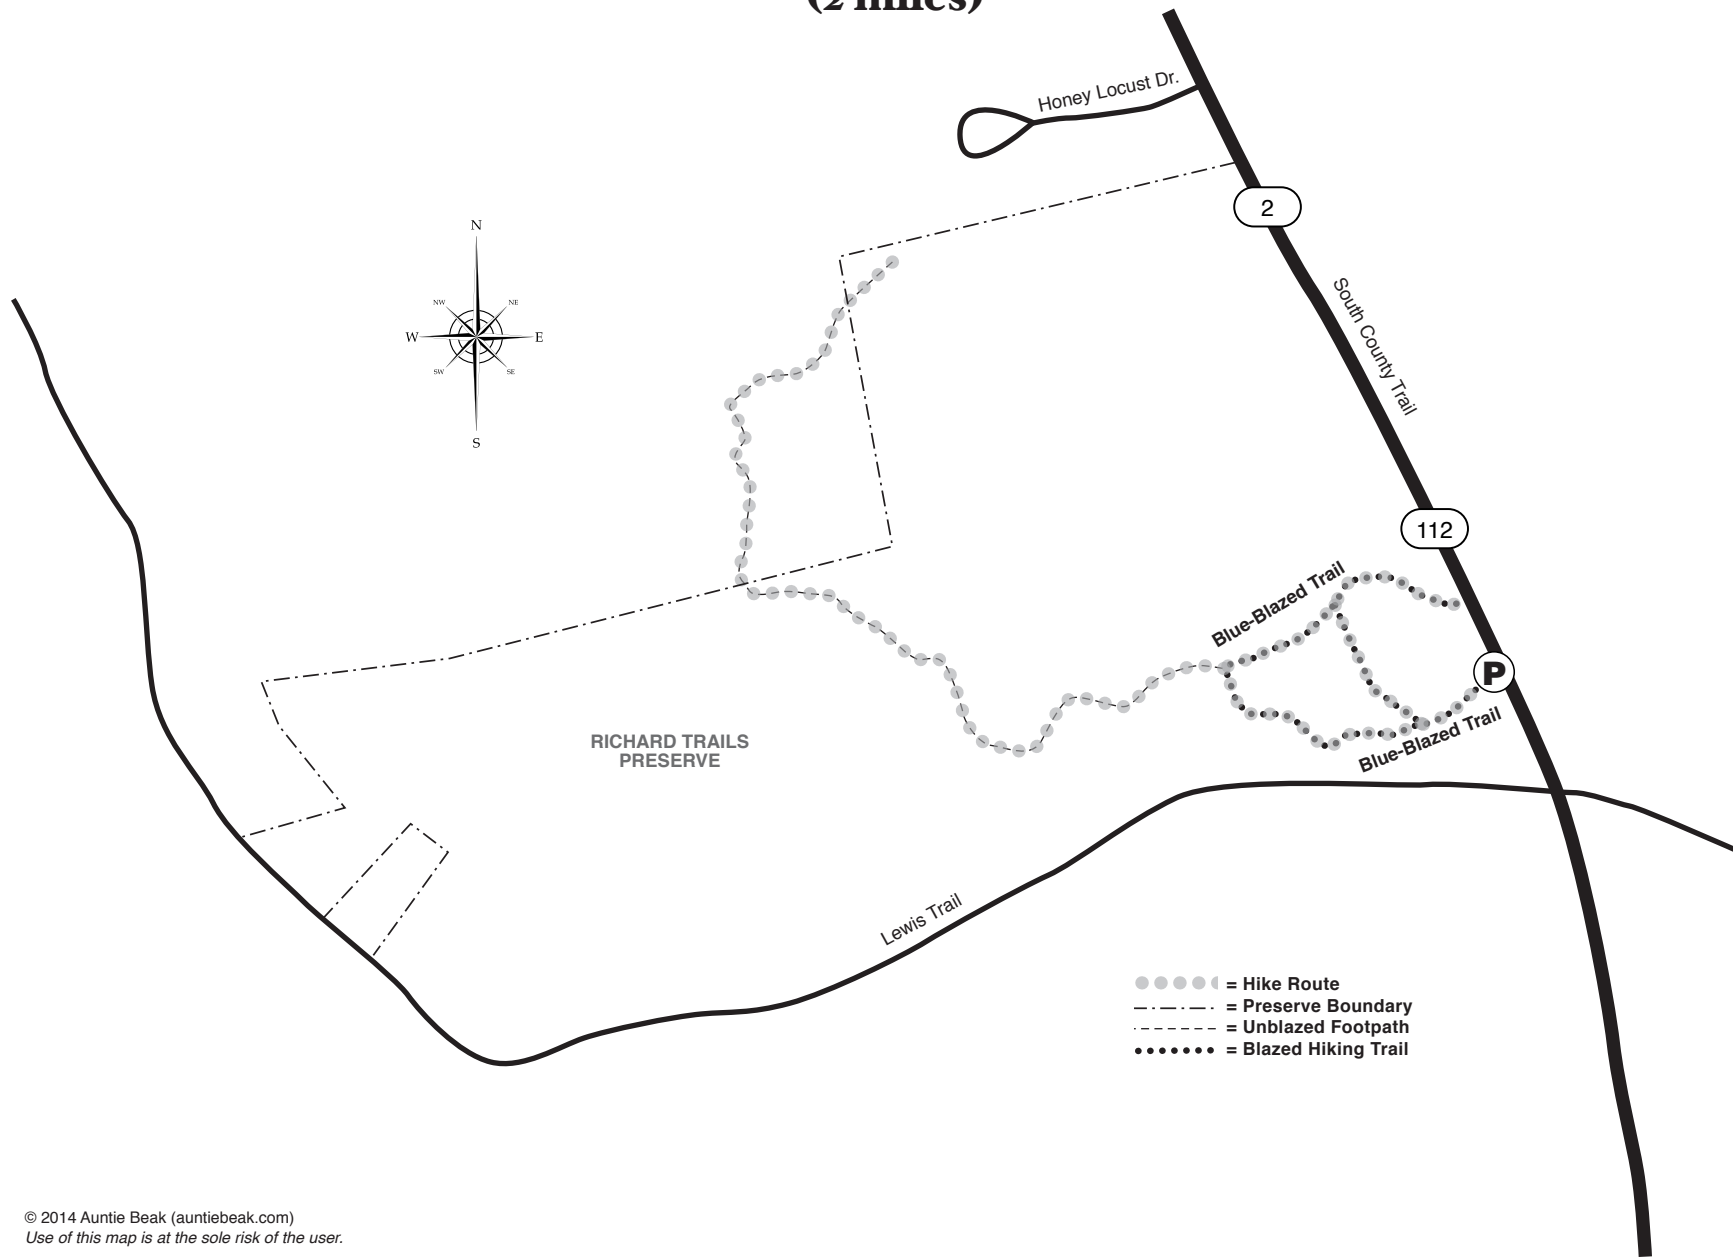 (2 miles)
Honey Locust Dr.
2
South County Trail
N
NW
NE
W
E
SW
SE
S
112
Blue-Blazed Trail
P
Blue-Blazed Trail
RICHARD TRAILS
PRESERVE
Lewis Trail
= Hike Route
= Preserve Boundary
= Unblazed Footpath
= Blazed Hiking Trail
© 2014 Auntie Beak (auntiebeak.com)
Use of this map is at the sole risk of the user.